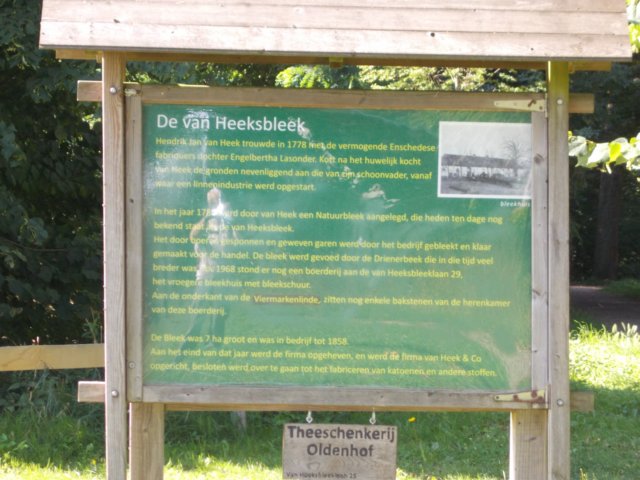 De van Heeksbleek
Hendrik Jan van Heek trouwde in 1778 met de vermogende Enschedese
fabrikeurs dochter Engelbertha Lasonder. Kort na het huwelijk kocht
van Heek de gronden nevenliggend aan die van zijn schoonvader, vanaf
waar een linnenindustrie werd opgestart.
bleekhuis
In het jaar werd door van Heek een Natuurbleek aangelegd, die heden ten dage nog
bekend staat de van Heeksbleek.
Het door boeren gesponnen en geweven garen werd door het bedrijf gebleekt en klaar
gemaakt voor de handel. De bleek werd gevoed door de Drienerbeek die in die tijd veel
breder was. 1968 stond er nog een boerderij aan de van Heeksbleeklaan 29,
het vroegere bleekhuis met bleekschuur.
Aan de onderkant van de Viermarkenlinde, zitten nog enkele bakstenen van de herenkamer
van deze boerderij.
De Bleek was 7 ha groot en was in bedrijf tot 1858.
Aan het eind van dat jaar werd de firma opgeheven, en werd de firma van Heek & Co
opgericht. Besloten werd over te gaan tot het fabriceren van katoenen en andere stoffen.
Theeschenkerij
Oldenhof
Van Heeksbleeklaan 25